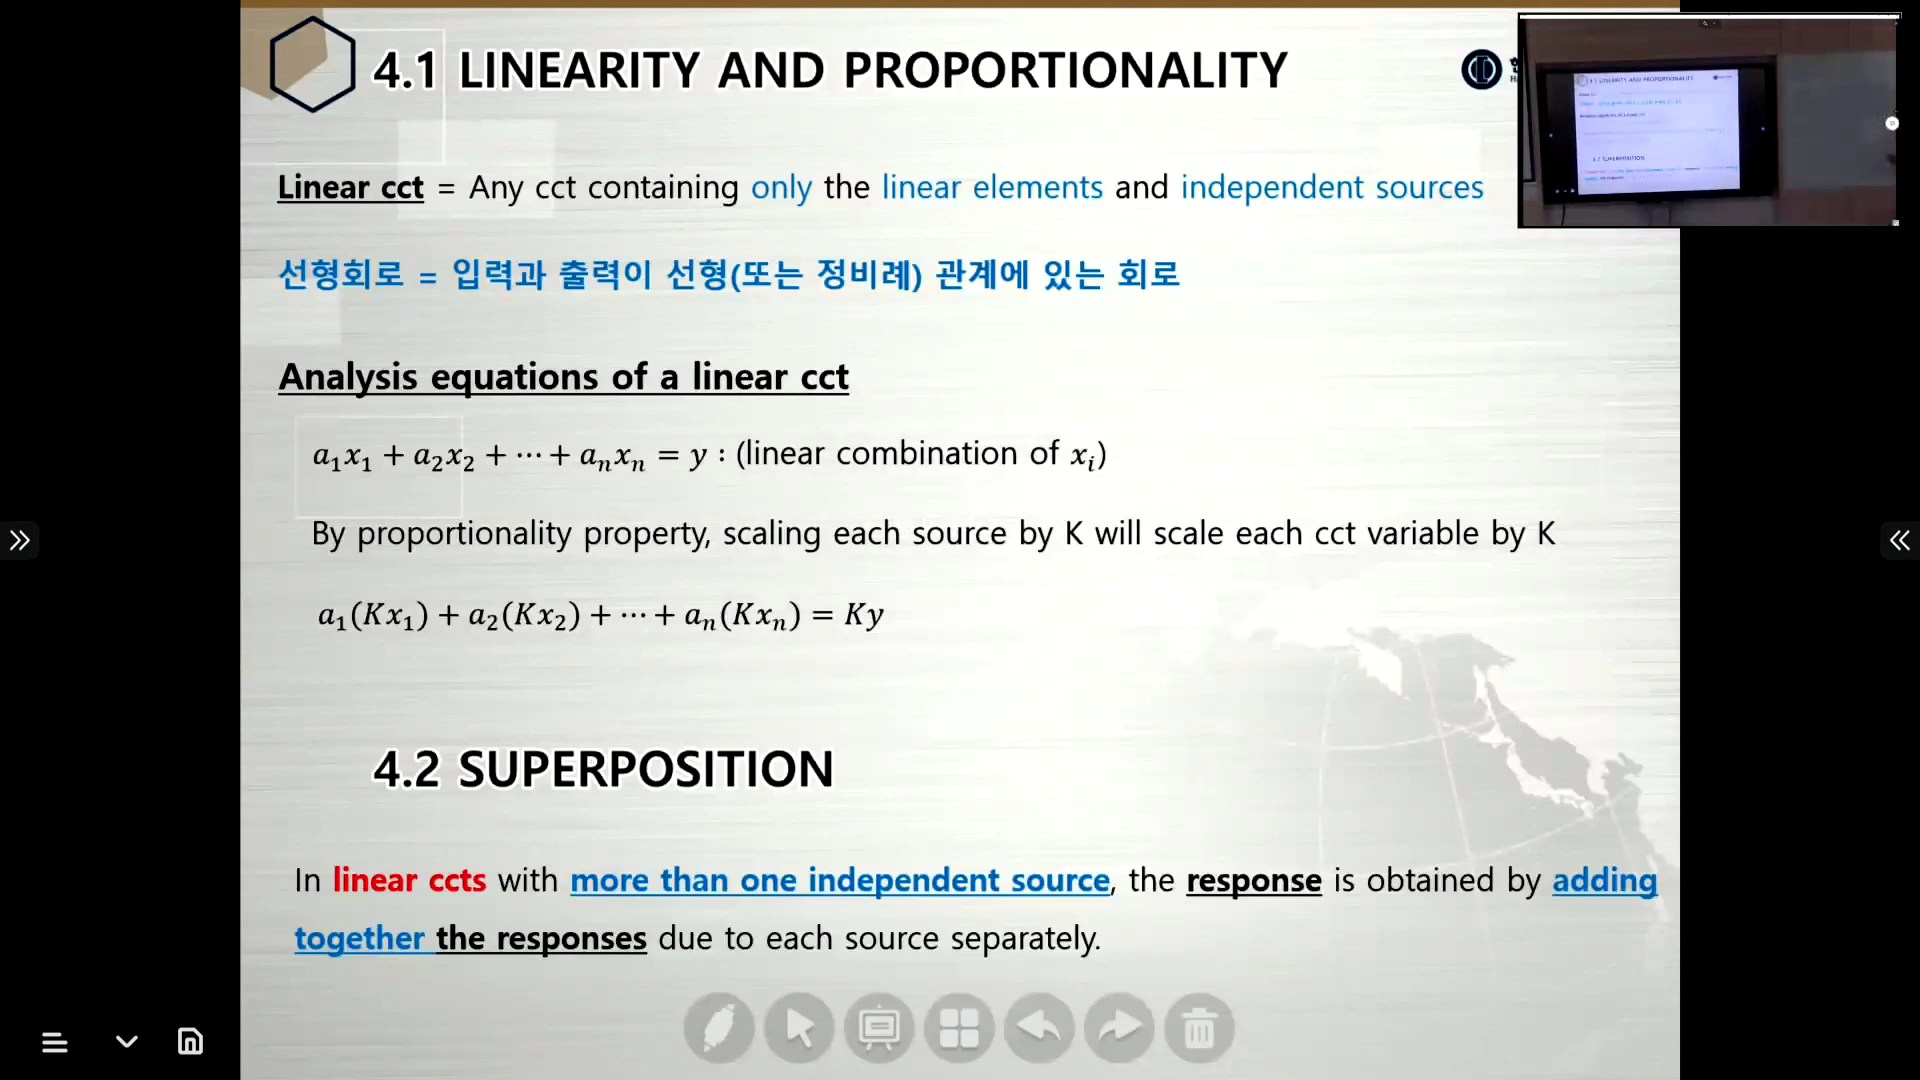 4.1 LINEARITY AND PROPORTIONALITY
Linear cct = Any cct containing only the linear elements and independent sources
선형회로 = 입력과 출력이 선형(또는 정비례) 관계에 있는 회로
Analysis equations of a linear cct
a₁x₁ + a₂x₂ + ⋯ + aₙxₙ = y : (linear combination of xᵢ)
By proportionality property, scaling each source by K will scale each cct variable by K
a₁(Kx₁) + a₂(Kx₂) + ⋯ + aₙ(Kxₙ) = Ky
4.2 SUPERPOSITION
In linear ccts with more than one independent source, the response is obtained by adding
together the responses due to each source separately.